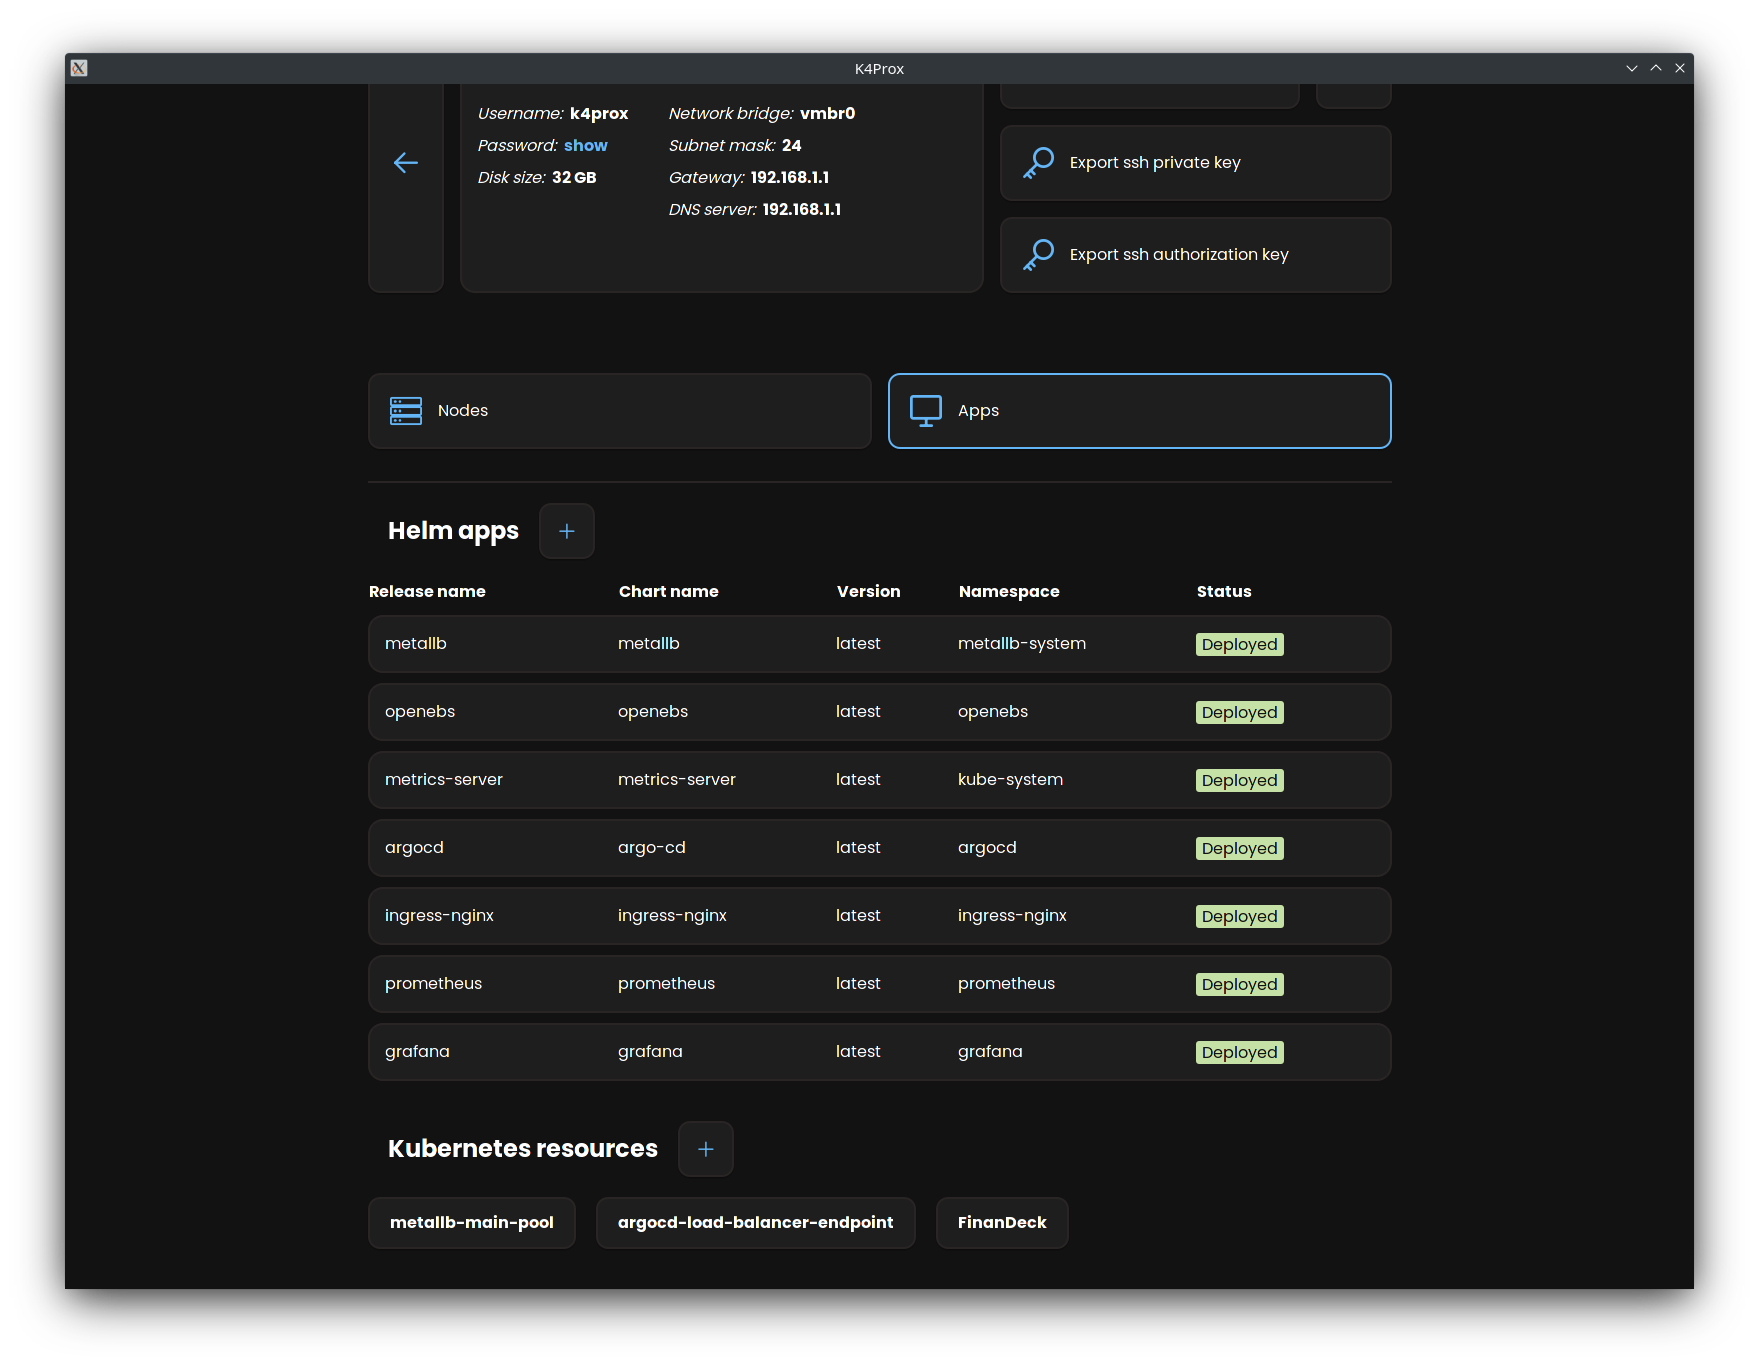 K4Prox
Username: k4prox
Password: show
Disk size: 32 GB
Network bridge: vmbr0
Subnet mask: 24
Gateway: 192.168.1.1
DNS server: 192.168.1.1
Export ssh private key
Export ssh authorization key
Nodes
Apps
Helm apps
Release name Chart name Version Namespace Status
metallb metallb latest metallb-system Deployed
openebs openebs latest openebs Deployed
metrics-server metrics-server latest kube-system Deployed
argocd argo-cd latest argocd Deployed
ingress-nginx ingress-nginx latest ingress-nginx Deployed
prometheus prometheus latest prometheus Deployed
grafana grafana latest grafana Deployed
Kubernetes resources
metallb-main-pool argocd-load-balancer-endpoint FinanDeck